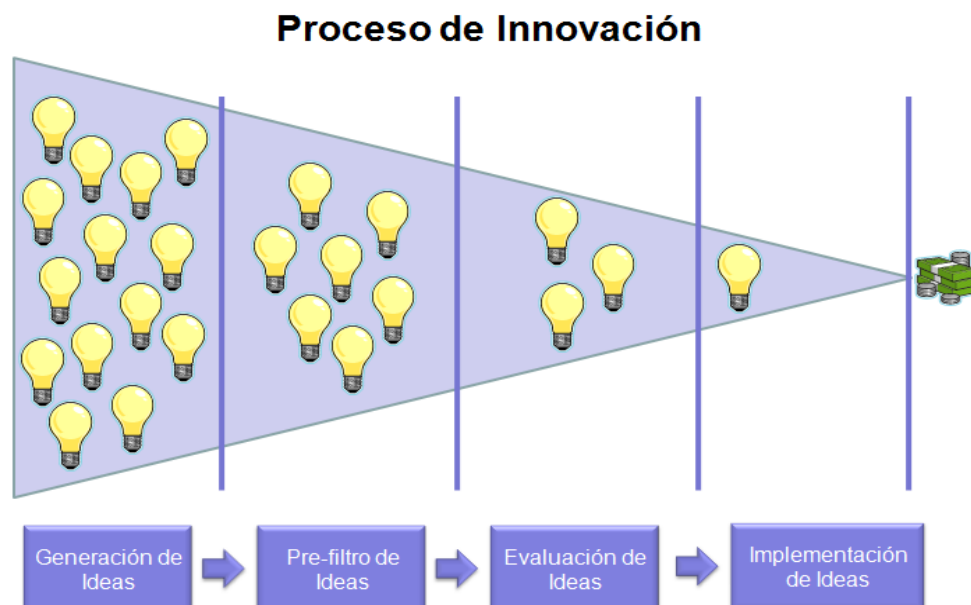 Proceso de Innovación
Generación de
Ideas
Pre-filtro de
Ideas
Evaluación de
Ideas
Implementación
de Ideas